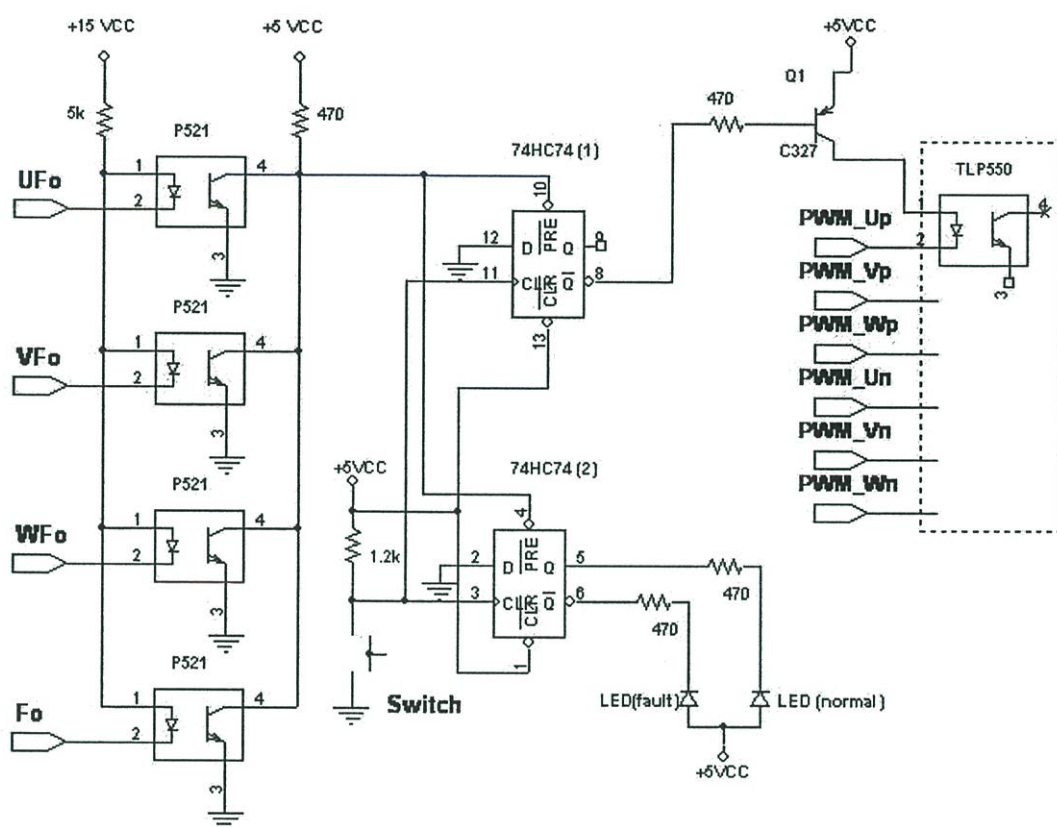 +15 VCC
+5 VCC
5k
470
P521
1
4
UFo
2
3
P521
1
4
VFo
2
3
P521
1
4
WFo
2
3
P521
1
4
Fo
2
3
74HC74 (1)
10
12
D
PRE
Q
9
11
CLR
Q
8
CLR
13
+5VCC
1.2k
Switch
74HC74 (2)
4
2
D
PRE
Q
5
3
CLR
Q
6
CLR
1
470
470
LED(fault)
LED (normal)
+5VCC
+5VCC
Q1
470
C327
TLP550
4
PWM_Up
2
3
PWM_Vp
PWM_Wp
PWM_Un
PWM_Vn
PWM_Wn